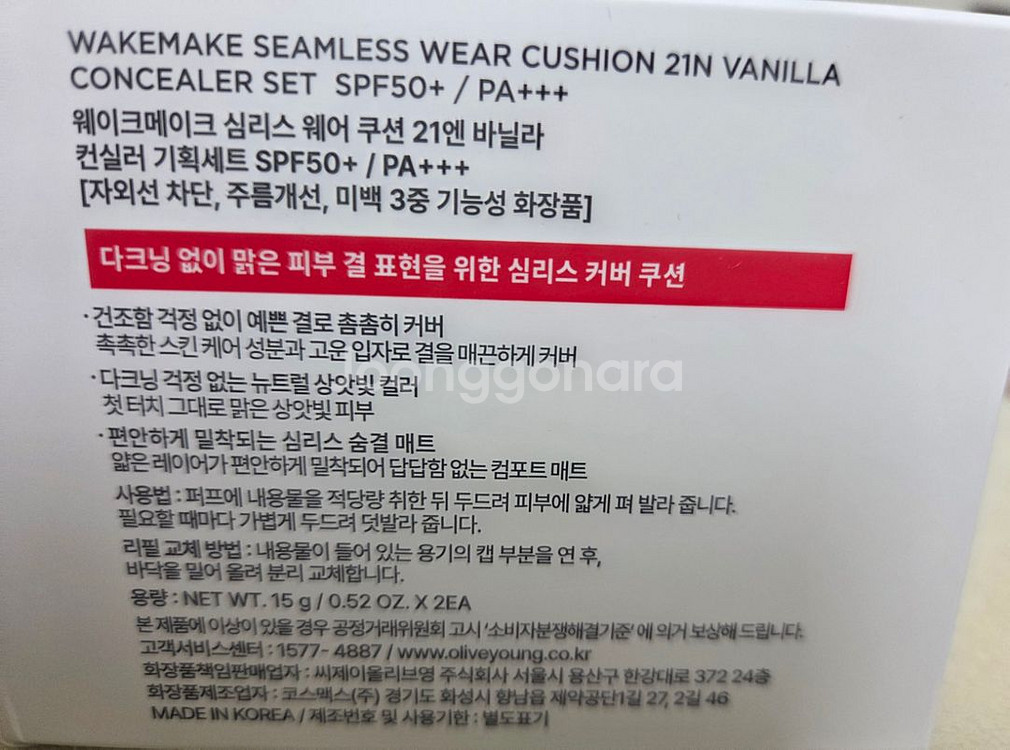 WAKEMAKE SEAMLESS WEAR CUSHION 21N VANILLA
CONCEALER SET SPF50+ / PA+++
웨이크메이크 심리스 웨어 쿠션 21엔 바닐라
컨실러 기획세트 SPF50+ / PA+++
[자외선 차단, 주름개선, 미백 3중 기능성 화장품]
다크닝 없이 맑은 피부 결 표현을 위한 심리스 커버 쿠션
·건조함 걱정 없이 예쁜 결로 촘촘히 커버
촉촉한 스킨 케어 성분과 고운 입자로 결을 매끈하게 커버
joonggonara
·다크닝 걱정 없는 뉴트럴 상앗빛 컬러
첫 터치 그대로 맑은 상앗빛 피부
·편안하게 밀착되는 심리스 숨결 매트
얇은 레이어가 편안하게 밀착되어 답답함 없는 컴포트 매트
사용법 : 퍼프에 내용물을 적당량 취한 뒤 두드려 피부에 얇게 펴 발라 줍니다.
필요할 때마다 가볍게 두드려 덧발라 줍니다.
리필 교체 방법 : 내용물이 들어 있는 용기의 캡 부분을 연 후,
바닥을 밀어 올려 분리 교체합니다.
용량 : NET WT. 15 g / 0.52 OZ. X 2EA
본 제품에 이상이 있을 경우 공정거래위원회 고시 '소비자분쟁해결기준' 에 의거 보상해 드립니다.
고객서비스센터 : 1577- 4887 / www.oliveyoung.co.kr
화장품책임판매업자 : 씨제이올리브영 주식회사 서울시 용산구 한강대로 372 24층
화장품제조업자 : 코스맥스(주) 경기도 화성시 향남읍 제약공단1길 27, 2길 46
MADE IN KOREA / 제조번호 및 사용기한 : 별도표기